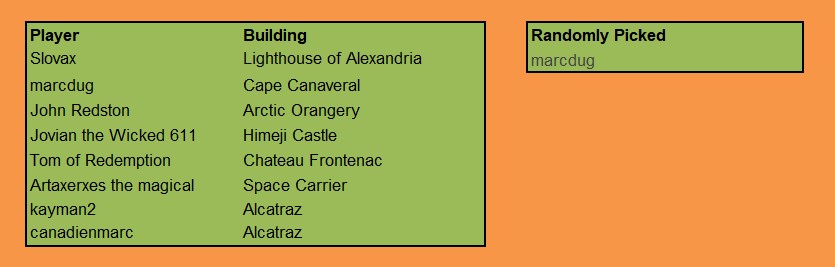 Player Building
Slovax Lighthouse of Alexandria
marcdug Cape Canaveral
John Redston Arctic Orangery
Jovian the Wicked 611 Himeji Castle
Tom of Redemption Chateau Frontenac
Artaxerxes the magical Space Carrier
kayman2 Alcatraz
canadienmarc Alcatraz
Randomly Picked
marcdug